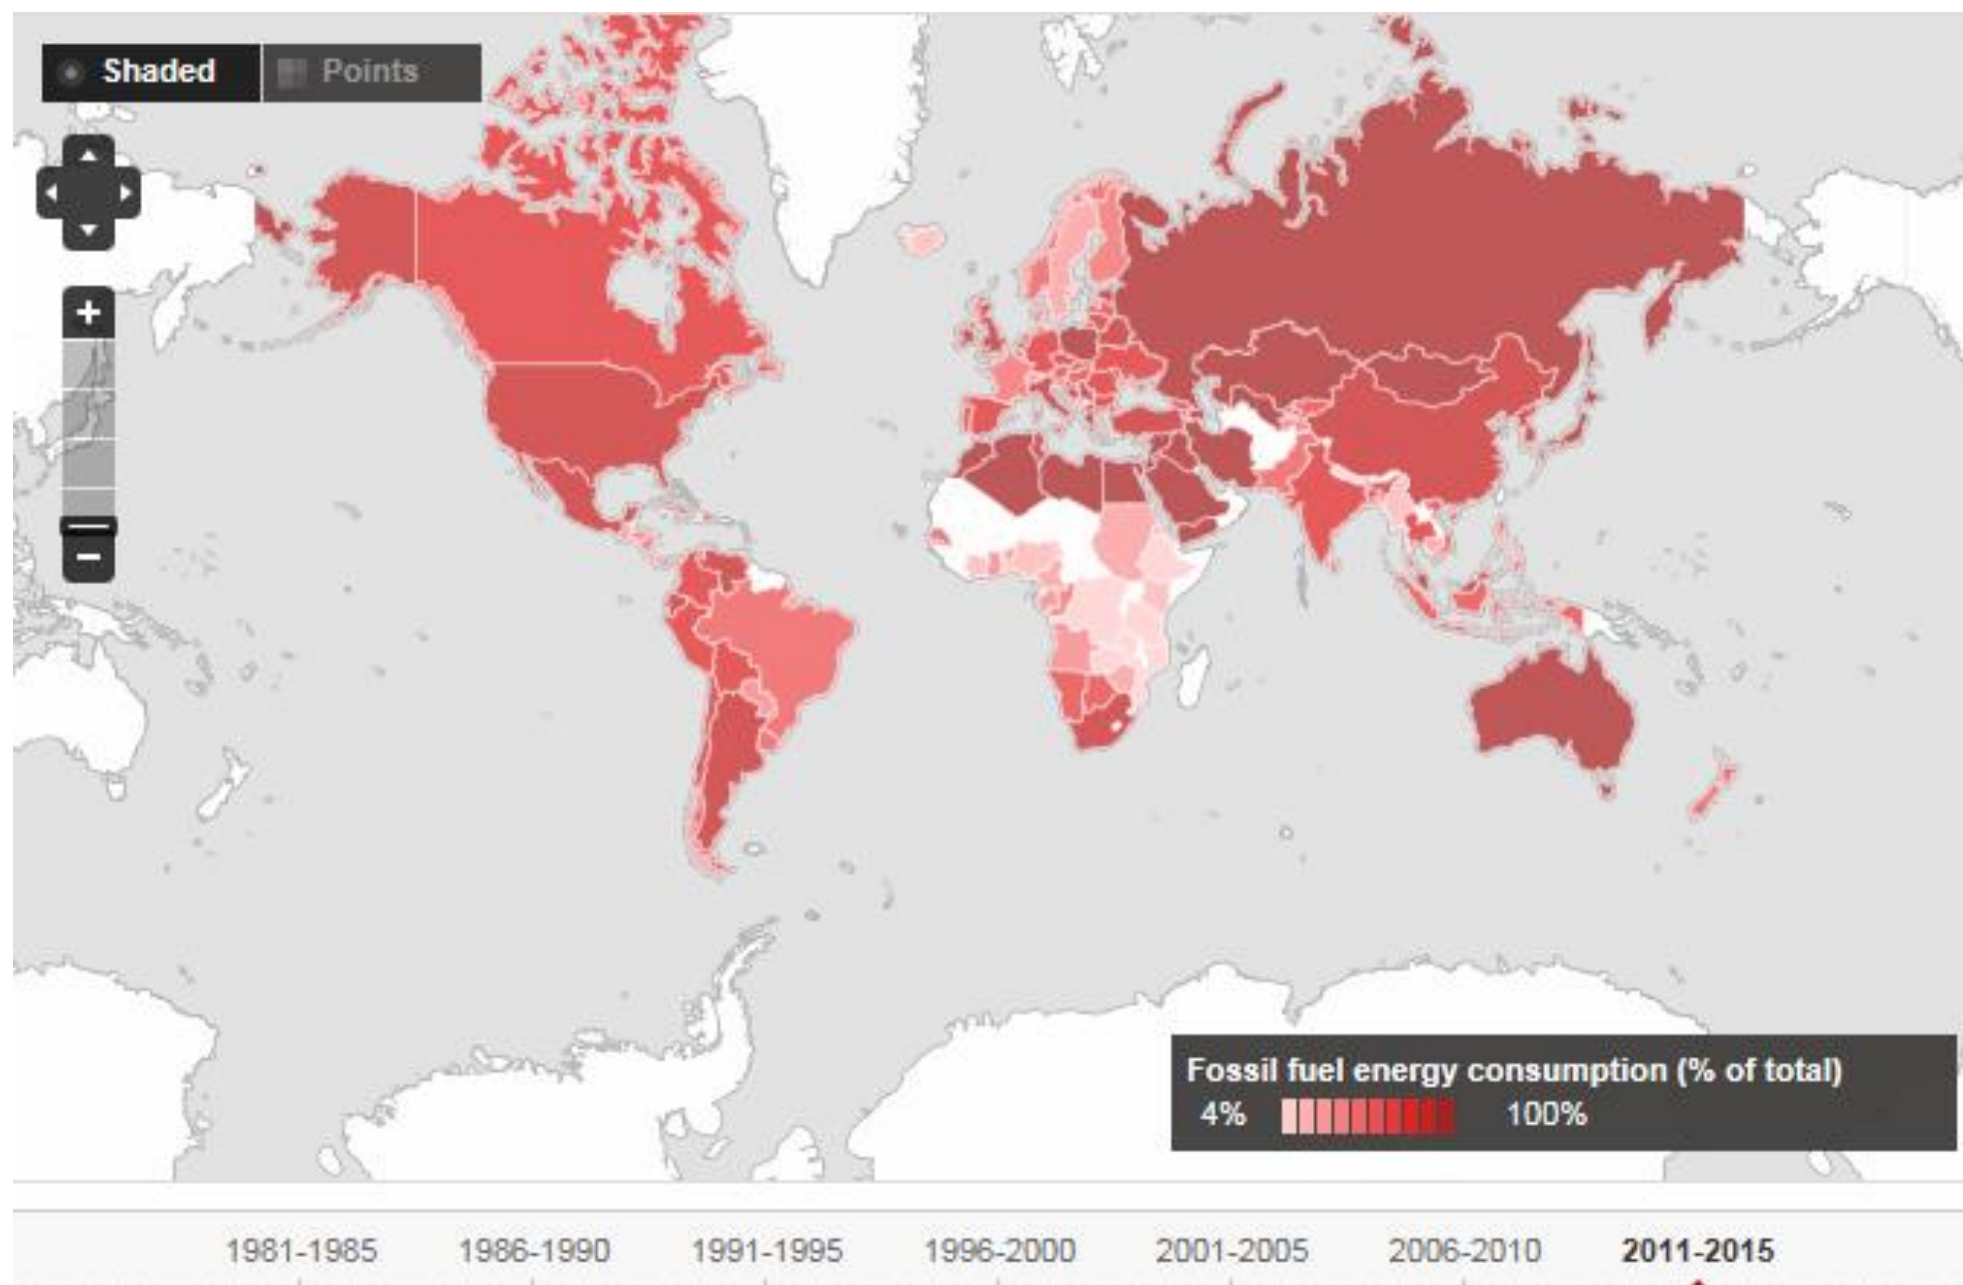 Shaded
Points
+
−
Fossil fuel energy consumption (% of total)
4% 100%
1981-1985 1986-1990 1991-1995 1996-2000 2001-2005 2006-2010 2011-2015